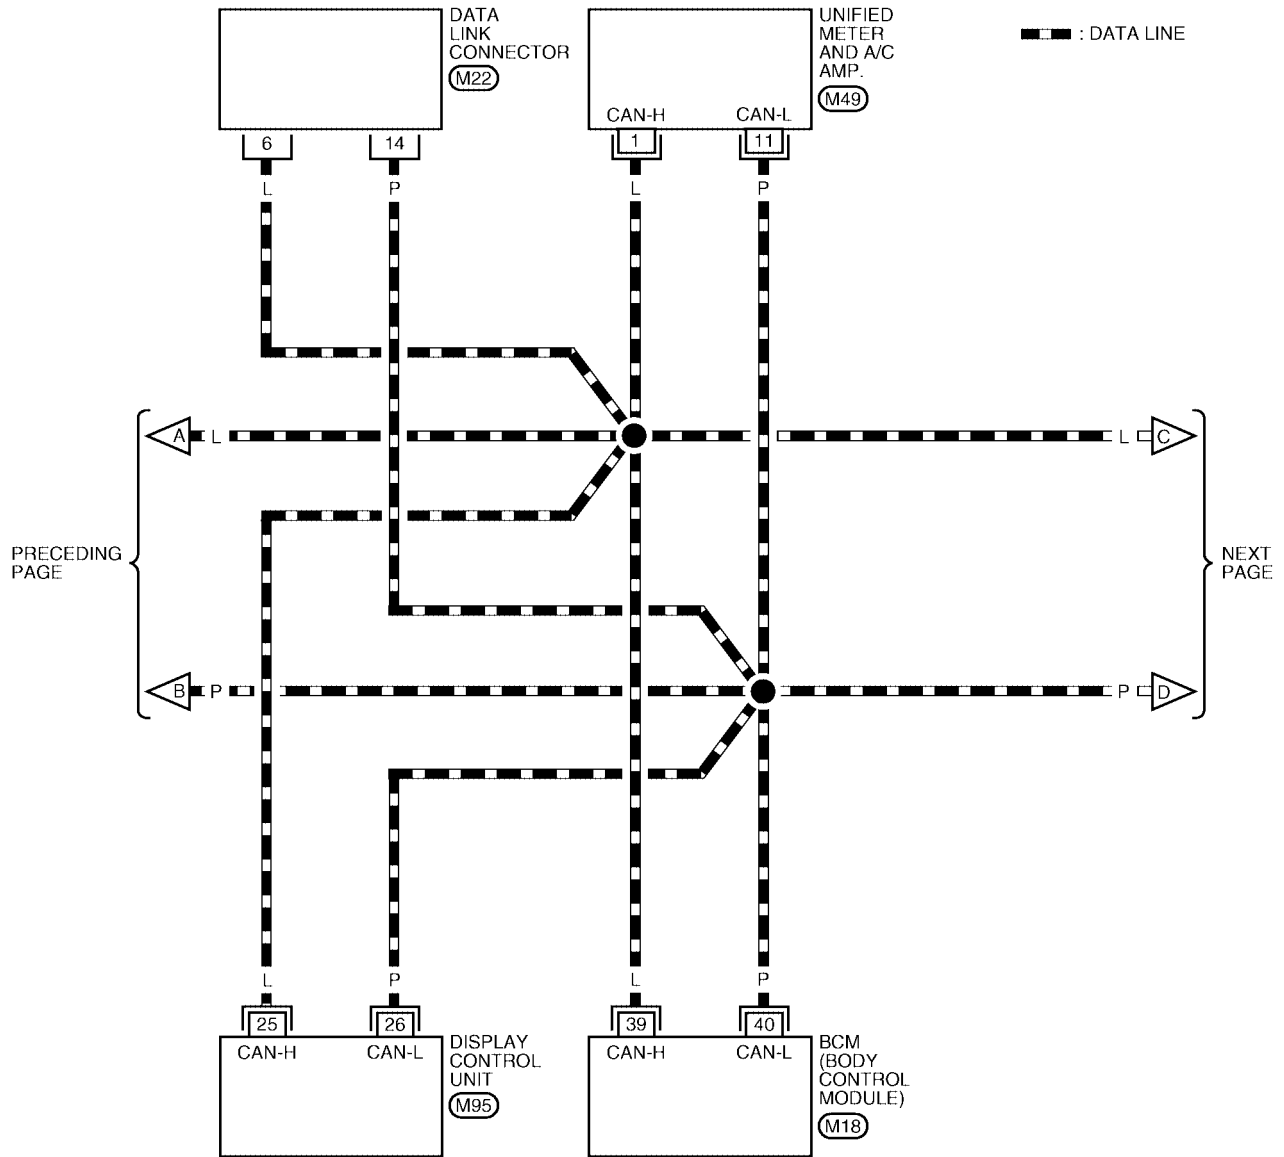 DATA
LINK
CONNECTOR
M22
UNIFIED
METER
AND A/C
AMP.
M49
: DATA LINE
CAN-H
CAN-L
6
14
1
11
L
P
L
P
A
L
L
C
PRECEDING
PAGE
NEXT
PAGE
B
P
P
D
L
P
L
P
25
26
39
40
CAN-H
CAN-L
DISPLAY
CONTROL
UNIT
M95
CAN-H
CAN-L
BCM
(BODY
CONTROL
MODULE)
M18